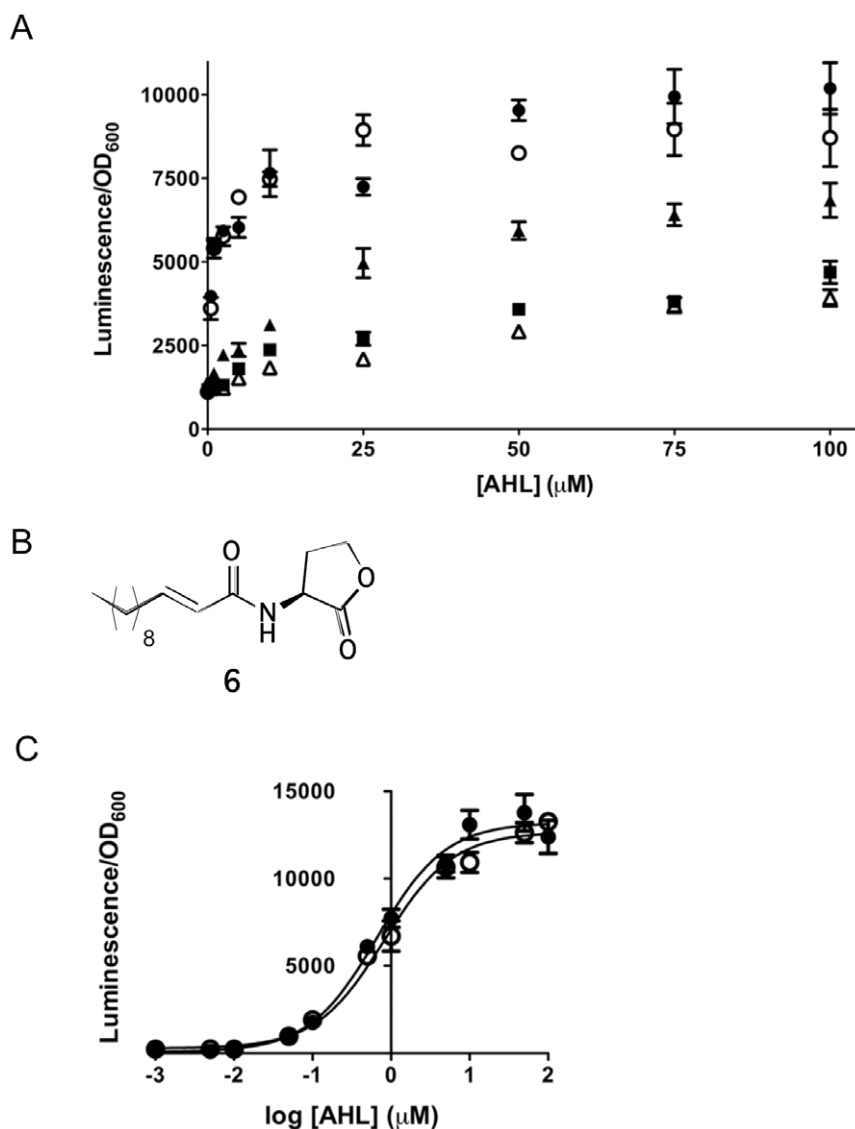 A
Luminescence/OD600
10000
7500
5000
2500
0
0 25 50 75 100
[AHL] (μM)
B
O
O
N
H
O
8
6
C
Luminescence/OD600
15000
10000
5000
-3 -2 -1 0 1 2
log [AHL] (μM)